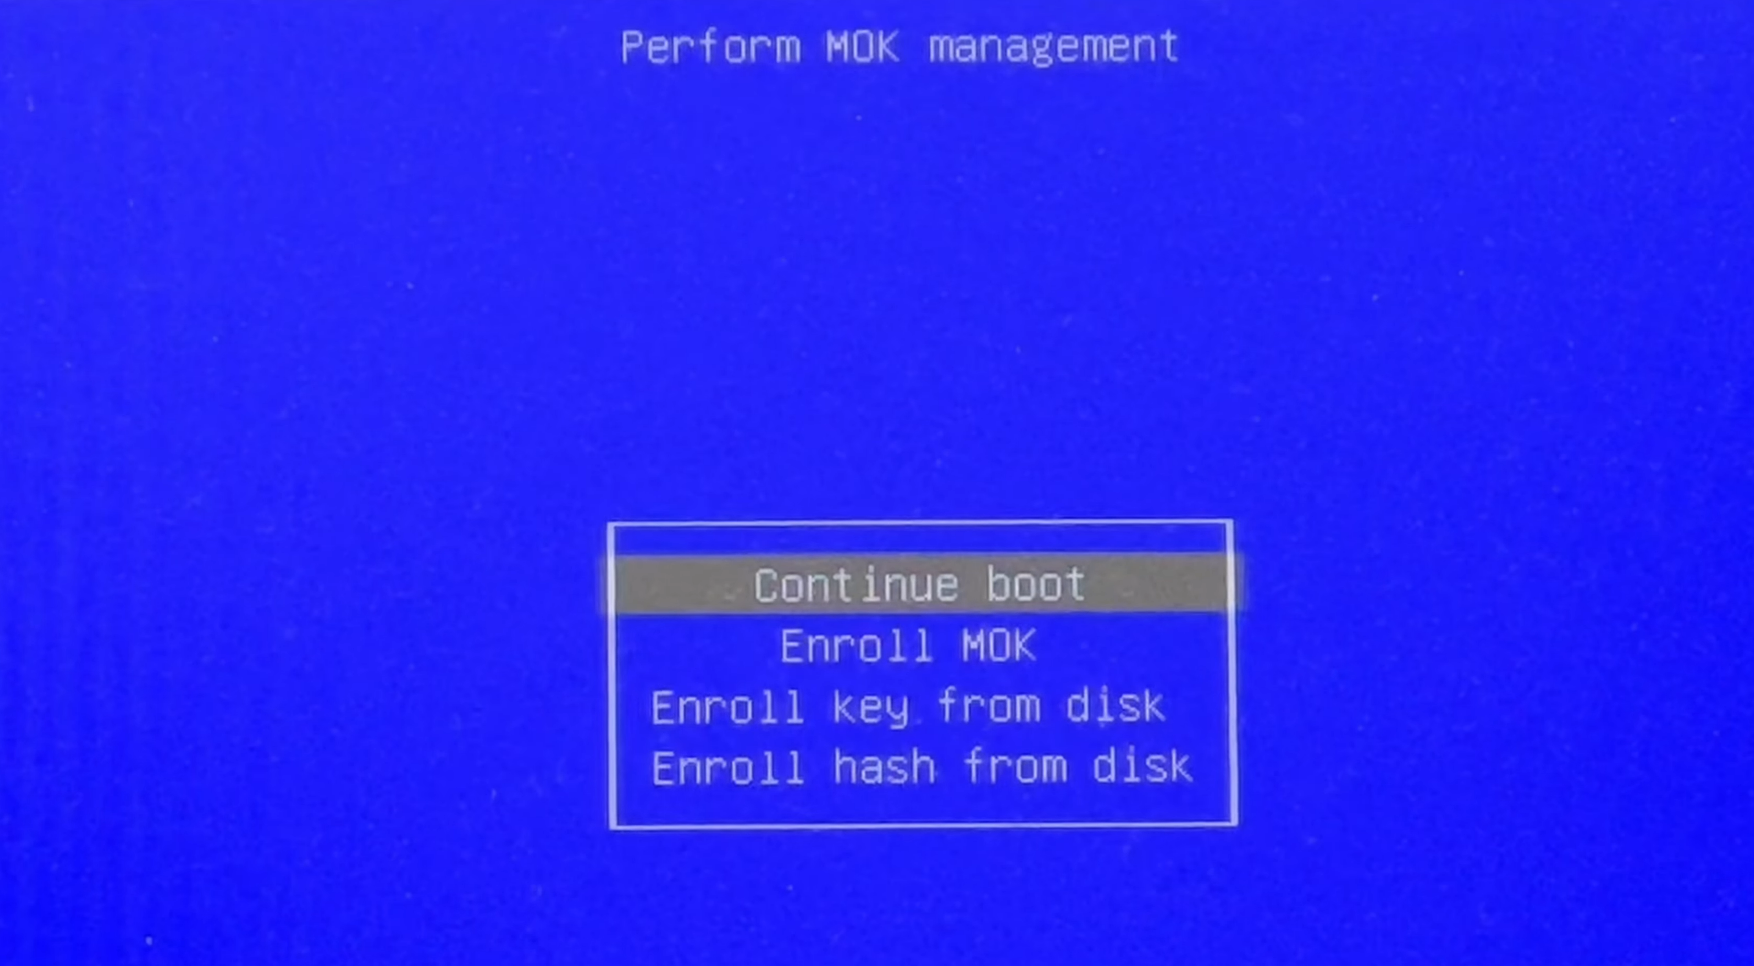 Perform MOK management
Continue boot
Enroll MOK
Enroll key from disk
Enroll hash from disk